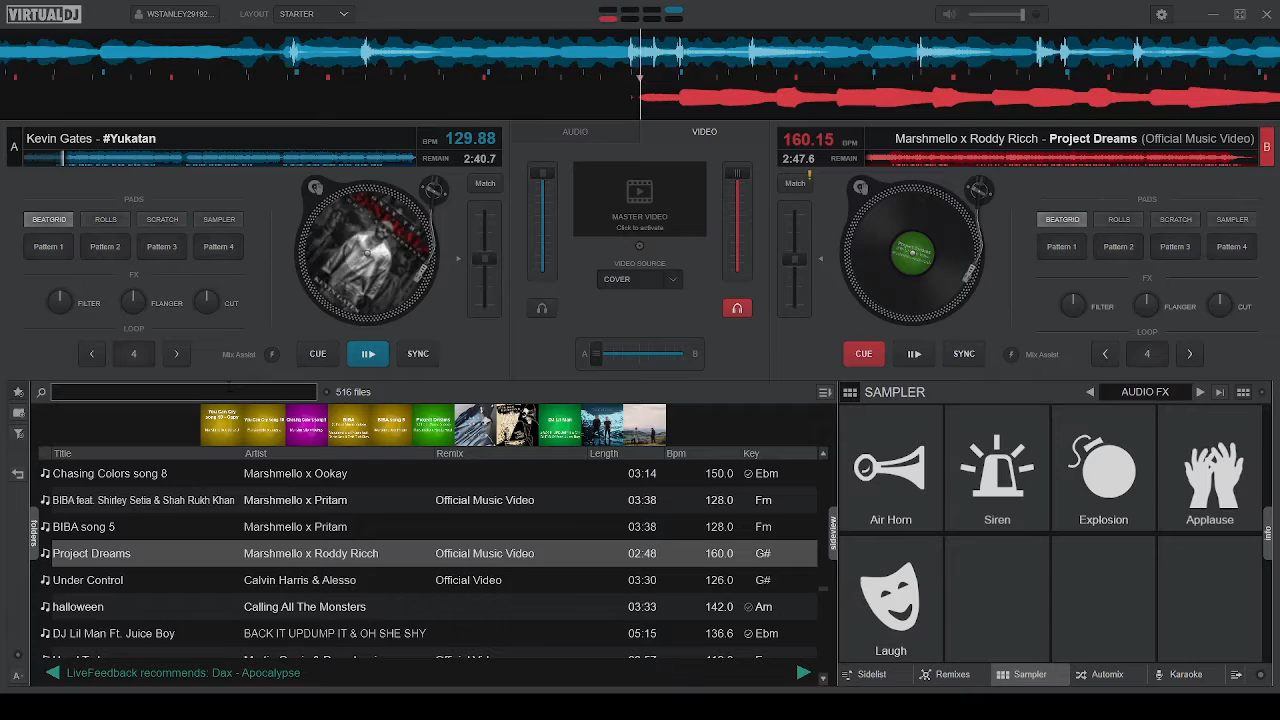 VIRTUAL DJ
WSTANLEY29192...
LAYOUT STARTER
A
Kevin Gates - #Yukatan
BPM 129.88
REMAIN 2:40.7
AUDIO
VIDEO
160.15 BPM
2:47.6 REMAIN
Marshmello x Roddy Ricch - Project Dreams (Official Music Video)
B
PADS
BEATGRID ROLLS SCRATCH SAMPLER
Pattern 1 Pattern 2 Pattern 3 Pattern 4
FX
FILTER FLANGER CUT
LOOP
4
Mix Assist
CUE
SYNC
Match
MASTER VIDEO
Click to activate
VIDEO SOURCE
COVER
A B
Match !
PADS
BEATGRID ROLLS SCRATCH SAMPLER
Pattern 1 Pattern 2 Pattern 3 Pattern 4
FX
FILTER FLANGER CUT
LOOP
CUE
SYNC
Mix Assist
4
516 files
Title Artist Remix Length Bpm Key
Chasing Colors song 8 Marshmello x Ookay 03:14 150.0 Ebm
BIBA feat. Shirley Setia & Shah Rukh Khan Marshmello x Pritam Official Music Video 03:38 128.0 Fm
BIBA song 5 Marshmello x Pritam 03:38 128.0 Fm
Project Dreams Marshmello x Roddy Ricch Official Music Video 02:48 160.0 G#
Under Control Calvin Harris & Alesso Official Video 03:30 126.0 G#
halloween Calling All The Monsters 03:33 142.0 Am
DJ Lil Man Ft. Juice Boy BACK IT UPDUMP IT & OH SHE SHY 05:15 136.6 Ebm
LiveFeedback recommends: Dax - Apocalypse
folders
sideview
SAMPLER
AUDIO FX
Air Horn Siren Explosion Applause
Laugh
info
Sidelist Remixes Sampler Automix Karaoke